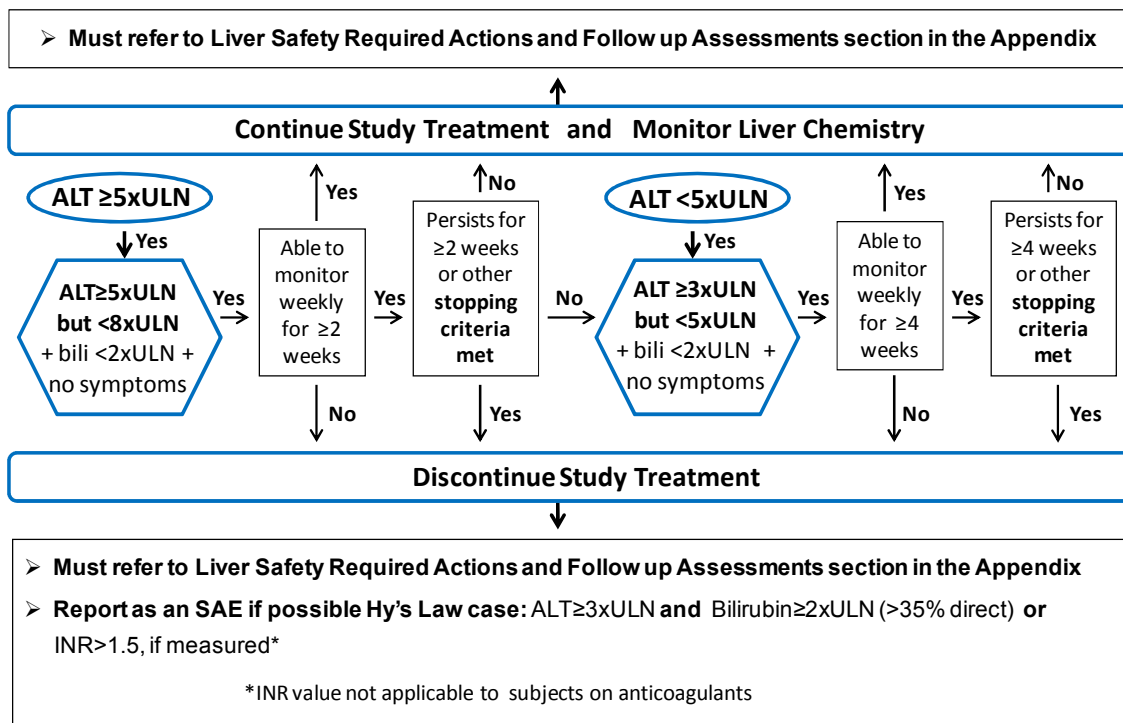 ➢ Must refer to Liver Safety Required Actions and Follow up Assessments section in the Appendix
Continue Study Treatment and Monitor Liver Chemistry
ALT ≥5xULN
Yes
ALT≥5xULN
but <8xULN
+ bili <2xULN +
no symptoms
Yes
Yes
Able to
monitor
weekly
for ≥2
weeks
No
Yes
No
Persists for
≥2 weeks
or other
stopping
criteria
met
Yes
No
ALT <5xULN
Yes
ALT ≥3xULN
but <5xULN
+ bili <2xULN +
no symptoms
Yes
Yes
Able to
monitor
weekly
for ≥4
weeks
No
Yes
No
Persists for
≥4 weeks
or other
stopping
criteria
met
Yes
Discontinue Study Treatment
➢ Must refer to Liver Safety Required Actions and Follow up Assessments section in the Appendix
➢ Report as an SAE if possible Hy's Law case: ALT≥3xULN and Bilirubin≥2xULN (>35% direct) or
INR>1.5, if measured*
*INR value not applicable to subjects on anticoagulants